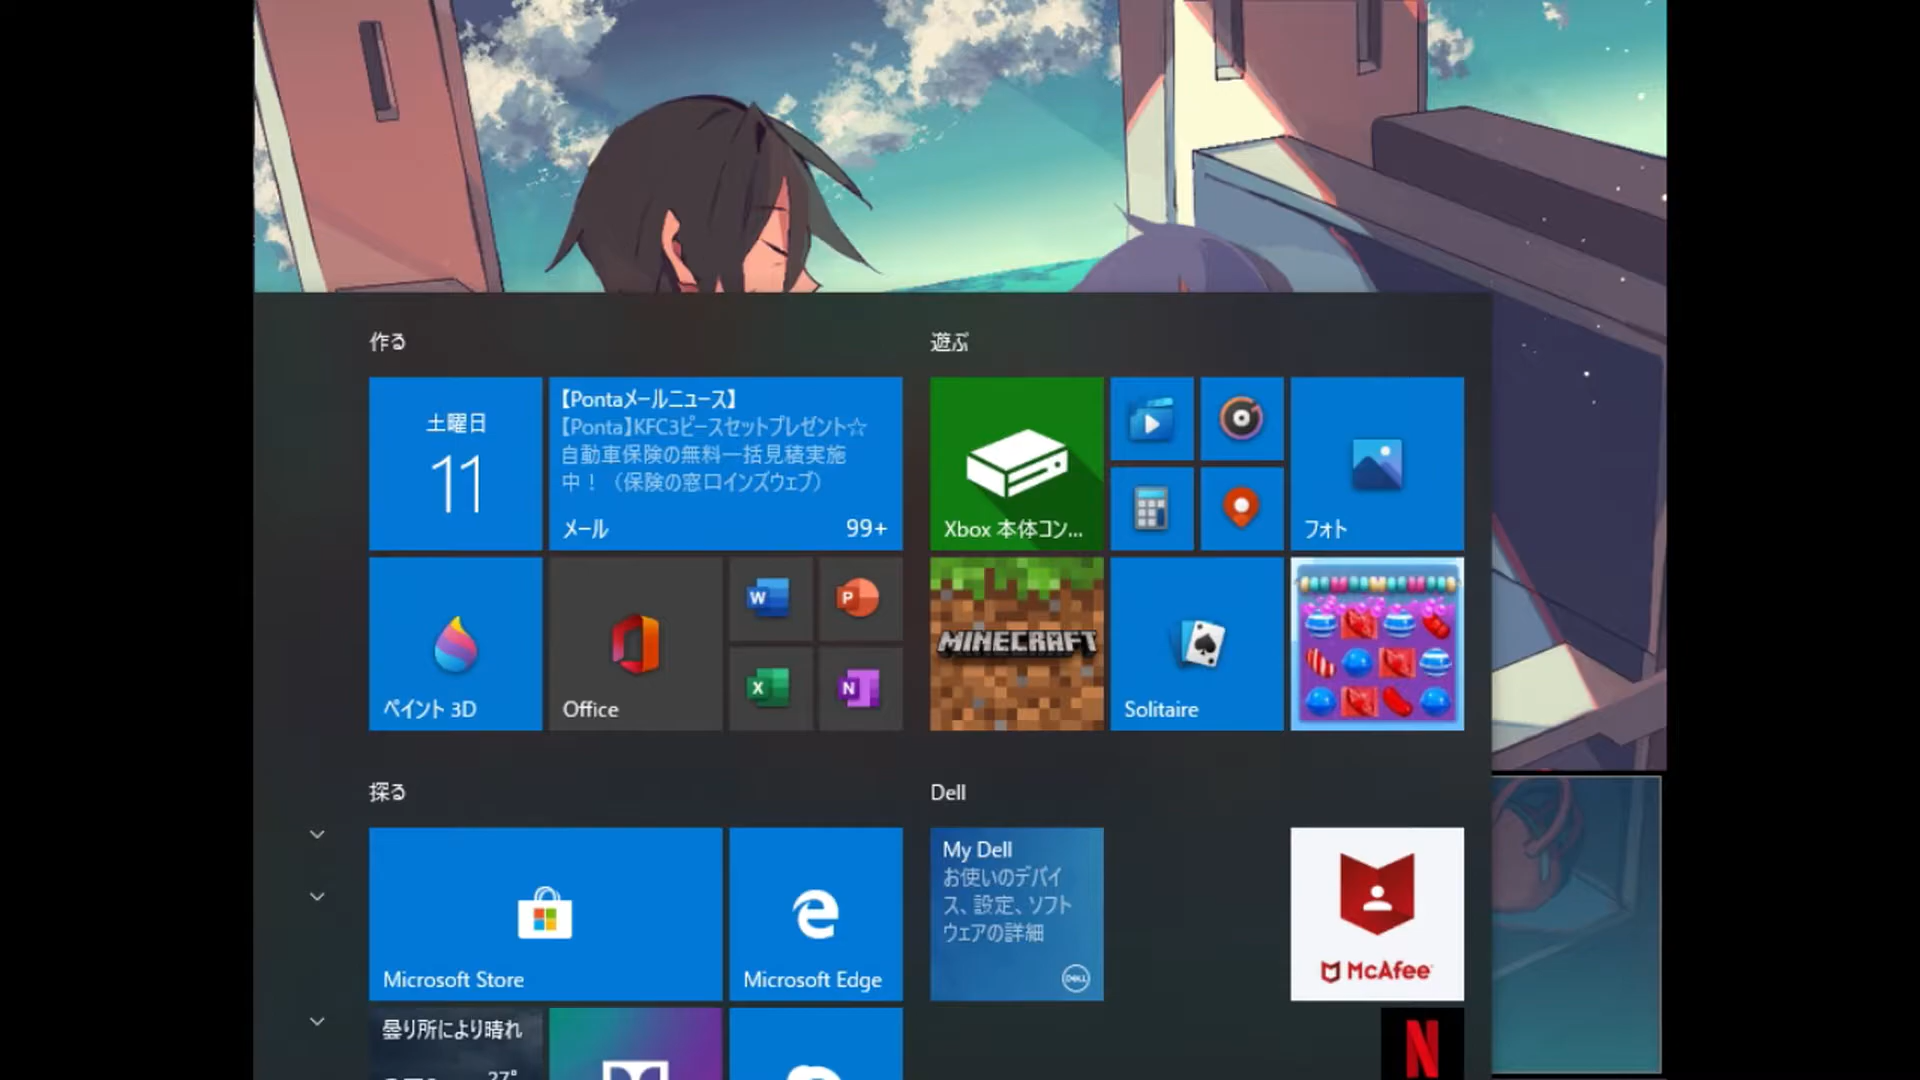 作る
遊ぶ
土曜日
11
【Pontaメールニュース】
【Ponta】KFC3ピースセットプレゼント☆
自動車保険の無料一括見積実施
中！（保険の窓口インズウェブ）
メール
99+
Xbox 本体コン...
フォト
ペイント 3D
Office
W
P
X
N
MINECRAFT
Solitaire
探る
Dell
Microsoft Store
Microsoft Edge
My Dell
お使いのデバイ
ス、設定、ソフト
ウェアの詳細
DELL
McAfee
曇り所により晴れ
27°
N